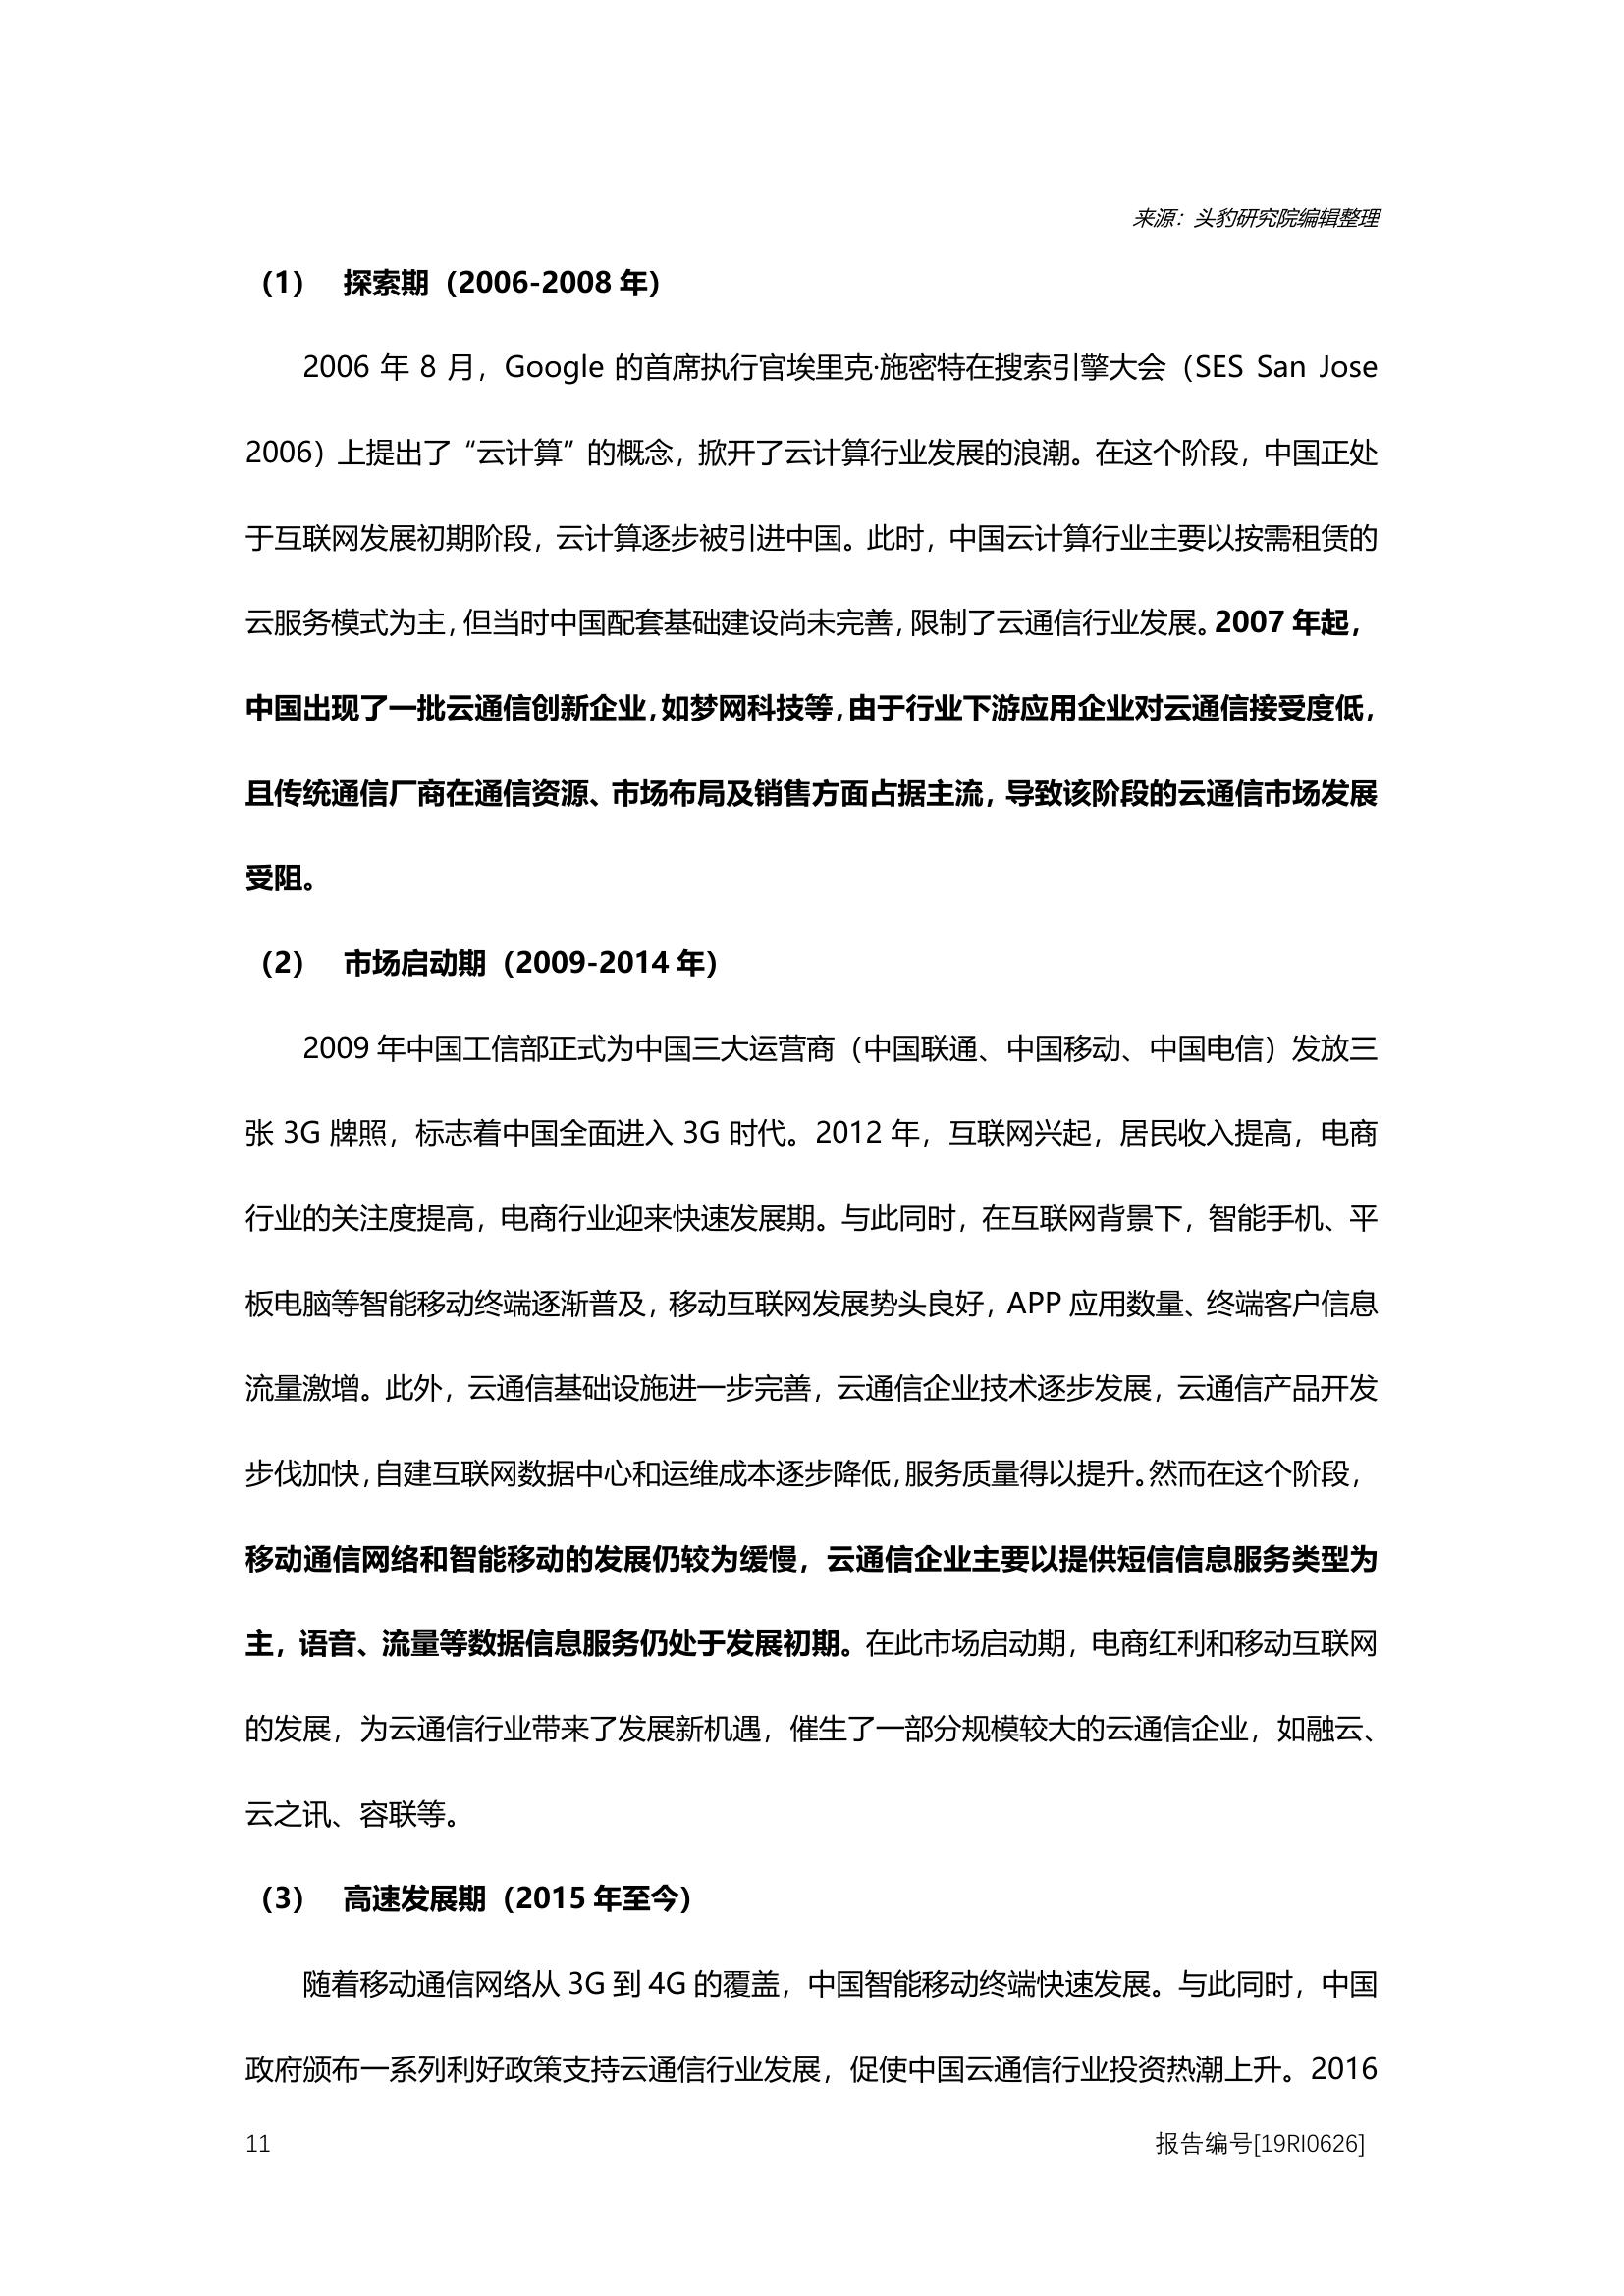 来源：头豹研究院编辑整理
（1） 探索期（2006-2008 年）
2006 年 8 月，Google 的首席执行官埃里克·施密特在搜索引擎大会（SES San Jose
2006）上提出了“云计算”的概念，掀开了云计算行业发展的浪潮。在这个阶段，中国正处
于互联网发展初期阶段，云计算逐步被引进中国。此时，中国云计算行业主要以按需租赁的
云服务模式为主，但当时中国配套基础建设尚未完善，限制了云通信行业发展。2007 年起，
中国出现了一批云通信创新企业，如梦网科技等，由于行业下游应用企业对云通信接受度低，
且传统通信厂商在通信资源、市场布局及销售方面占据主流，导致该阶段的云通信市场发展
受阻。
（2） 市场启动期（2009-2014 年）
2009 年中国工信部正式为中国三大运营商（中国联通、中国移动、中国电信）发放三
张 3G 牌照，标志着中国全面进入 3G 时代。2012 年，互联网兴起，居民收入提高，电商
行业的关注度提高，电商行业迎来快速发展期。与此同时，在互联网背景下，智能手机、平
板电脑等智能移动终端逐渐普及，移动互联网发展势头良好，APP 应用数量、终端客户信息
流量激增。此外，云通信基础设施进一步完善，云通信企业技术逐步发展，云通信产品开发
步伐加快，自建互联网数据中心和运维成本逐步降低，服务质量得以提升。然而在这个阶段，
移动通信网络和智能移动的发展仍较为缓慢，云通信企业主要以提供短信信息服务类型为
主，语音、流量等数据信息服务仍处于发展初期。在此市场启动期，电商红利和移动互联网
的发展，为云通信行业带来了发展新机遇，催生了一部分规模较大的云通信企业，如融云、
云之讯、容联等。
（3） 高速发展期（2015 年至今）
随着移动通信网络从 3G 到 4G 的覆盖，中国智能移动终端快速发展。与此同时，中国
政府颁布一系列利好政策支持云通信行业发展，促使中国云通信行业投资热潮上升。2016
11 报告编号[19RI0626]